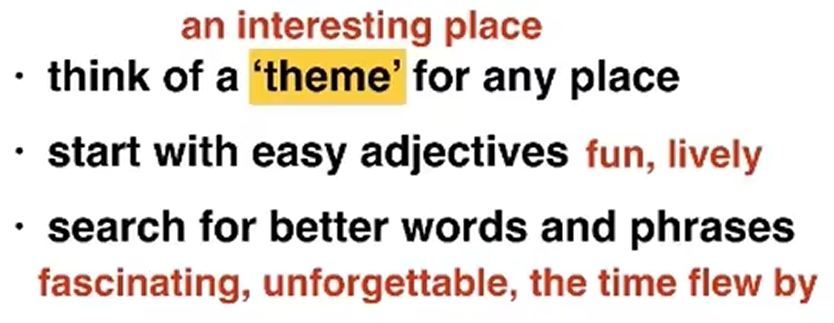 an interesting place
· think of a ‘theme’ for any place
· start with easy adjectives fun, lively
· search for better words and phrases
fascinating, unforgettable, the time flew by